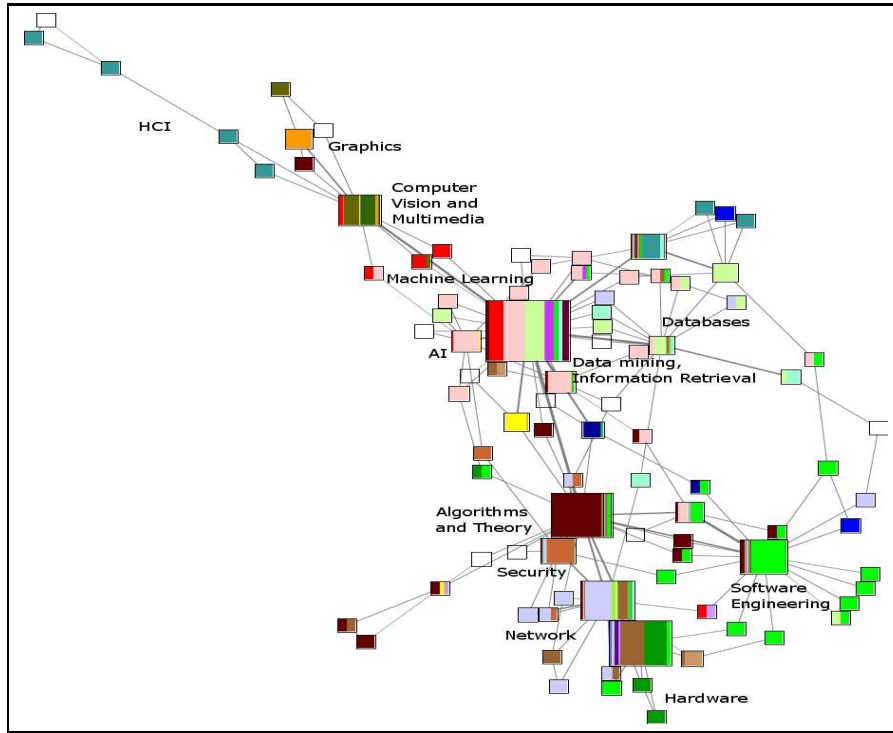 HCI
Graphics
Computer
Vision and
Multimedia
Machine Learning
Databases
AI
Data mining,
Information Retrieval
Algorithms
and Theory
Security
Software
Engineering
Network
Hardware